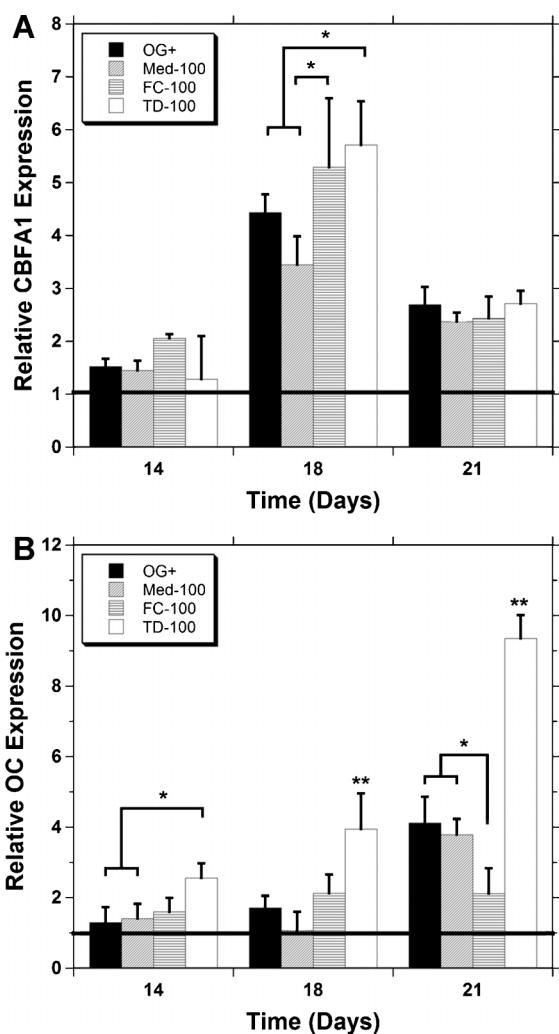 A
Relative CBFA1 Expression
8
7
6
5
4
3
2
1
0
OG+
Med-100
FC-100
TD-100
*
*
14 18 21
Time (Days)
B
Relative OC Expression
12
10
8
6
4
2
0
OG+
Med-100
FC-100
TD-100
*
**
*
**
14 18 21
Time (Days)